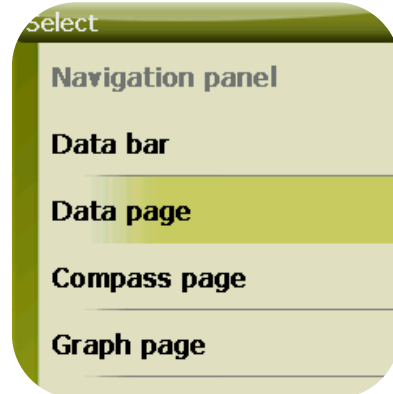 Select
Navigation panel
Data bar
Data page
Compass page
Graph page